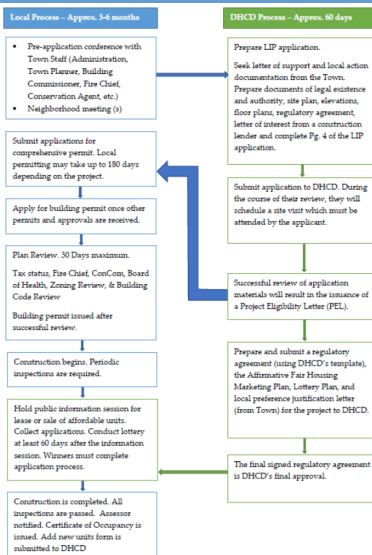 Local Process – Approx. 3-6 months
• Pre-application conference with
Town Staff (Administration,
Town Planner, Building
Commissioner, Fire Chief,
Conservation Agent, etc.)
• Neighborhood meeting (s)
Submit applications for
comprehensive permit. Local
permitting may take up to 180 days
depending on the project.
Apply for building permit once other
permits and approvals are received.
Plan Review. 30 Days maximum.
Tax status, Fire Chief, ConCom, Board
of Health, Zoning Review, & Building
Code Review
Building permit issued after
successful review.
Construction begins. Periodic
inspections are required.
Hold public information session for
lease or sale of affordable units.
Collect applications. Conduct lottery
at least 60 days after the information
session. Winners must complete
application process.
Construction is completed. All
inspections are passed. Assessor
notified. Certificate of Occupancy is
issued. Add new units form is
submitted to DHCD
DHCD Process – Approx. 60 days
Prepare LIP application.
Seek letter of support and local action
documentation from the Town.
Prepare documents of legal existence
and authority, site plan, elevations,
floor plans, regulatory agreement,
letter of interest from a construction
lender and complete Pg. 4 of the LIP
application.
Submit application to DHCD. During
the course of their review, they will
schedule a site visit which must be
attended by the applicant.
Successful review of application
materials will result in the issuance of
a Project Eligibility Letter (PEL).
Prepare and submit a regulatory
agreement (using DHCD's template),
the Affirmative Fair Housing
Marketing Plan, Lottery Plan, and
local preference justification letter
(from Town) for the project to DHCD.
The final signed regulatory agreement
is DHCD's final approval.